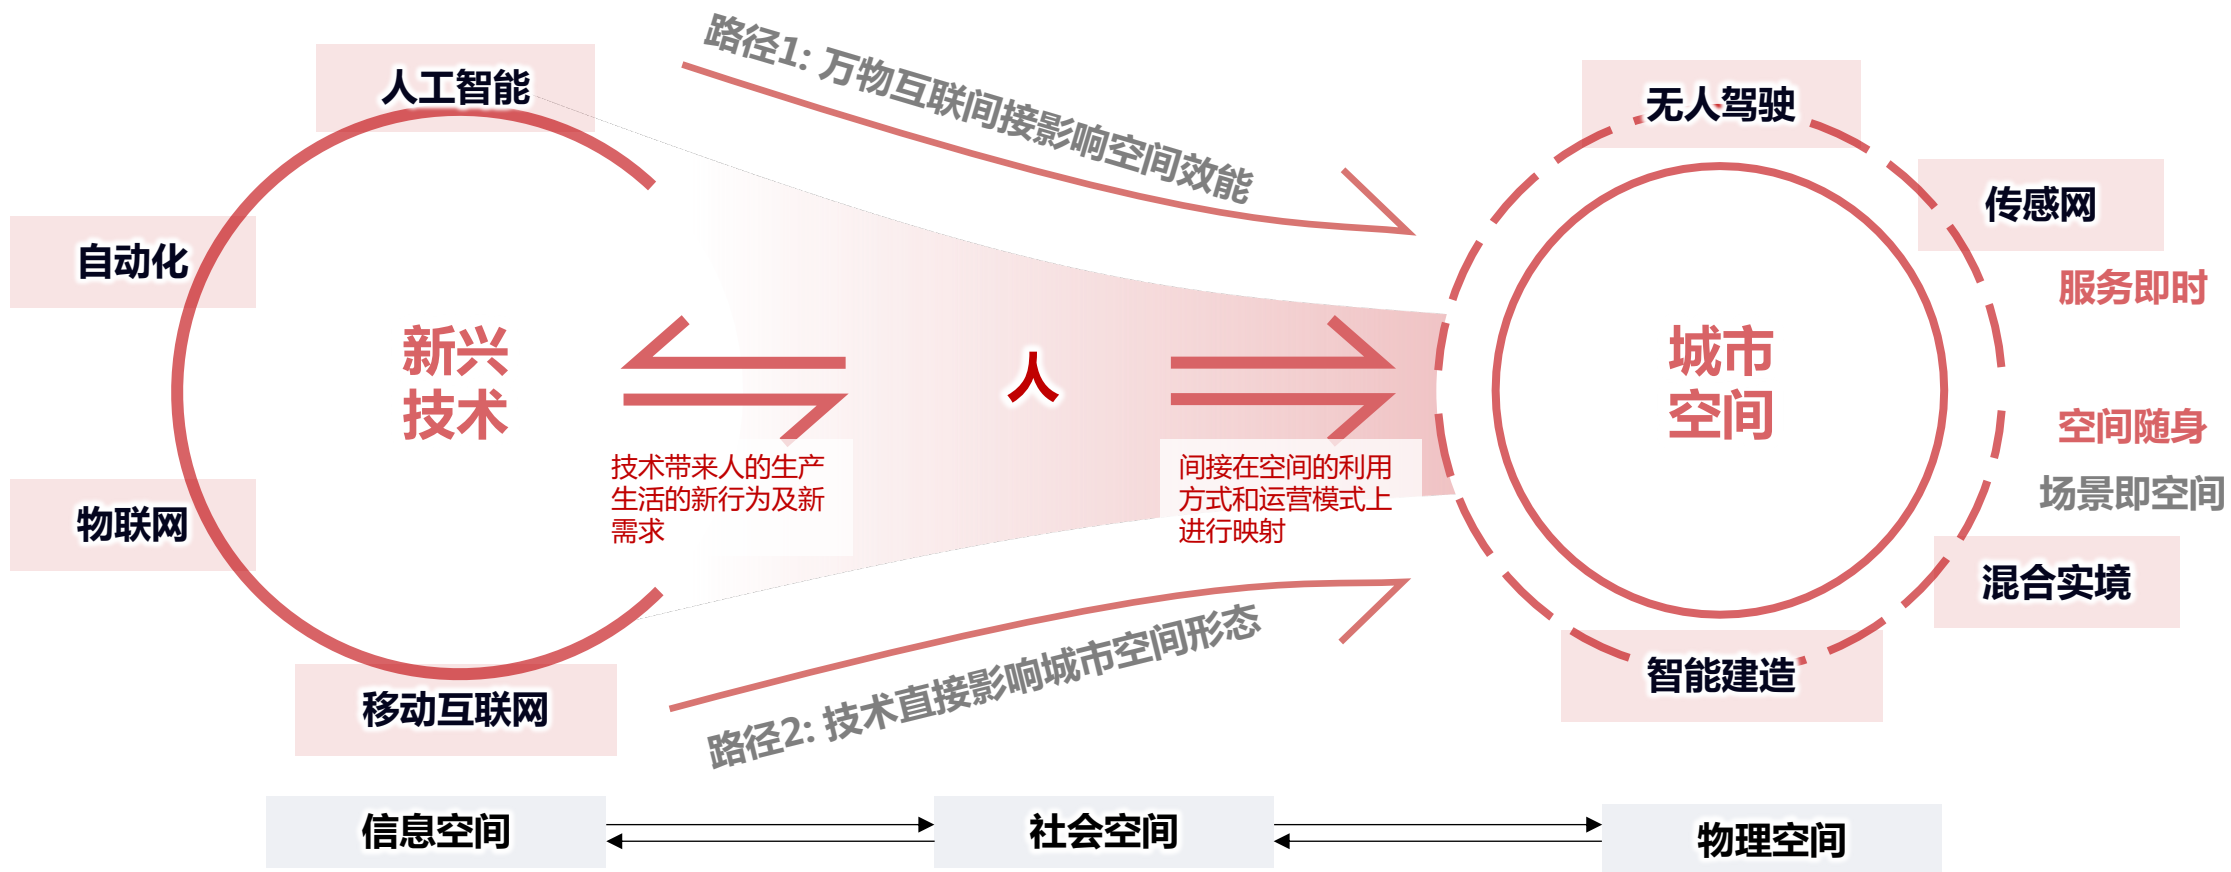 路径1: 万物互联间接影响空间效能
人工智能
无人驾驶
传感网
自动化
服务即时
新兴
技术
人
城市
空间
空间随身
技术带来人的生产
生活的新行为及新
需求
间接在空间的利用
方式和运营模式上
进行映射
场景即空间
物联网
混合实境
移动互联网
智能建造
路径2: 技术直接影响城市空间形态
信息空间
社会空间
物理空间